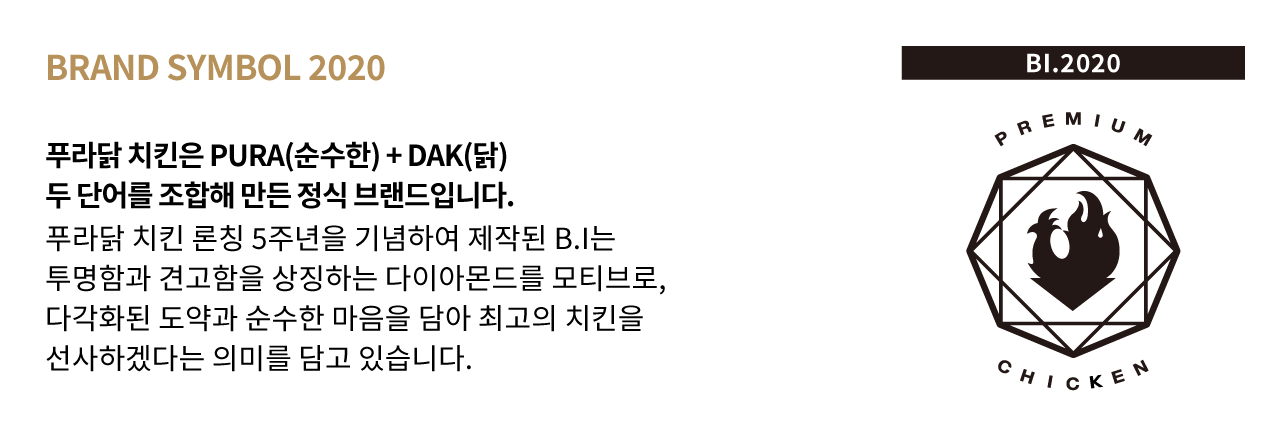 BRAND SYMBOL 2020
푸라닭 치킨은 PURA(순수한) + DAK(닭)
두 단어를 조합해 만든 정식 브랜드입니다.
푸라닭 치킨 론칭 5주년을 기념하여 제작된 B.I는
투명함과 견고함을 상징하는 다이아몬드를 모티브로,
다각화된 도약과 순수한 마음을 담아 최고의 치킨을
선사하겠다는 의미를 담고 있습니다.
BI.2020
PREMIUM
CHICKEN